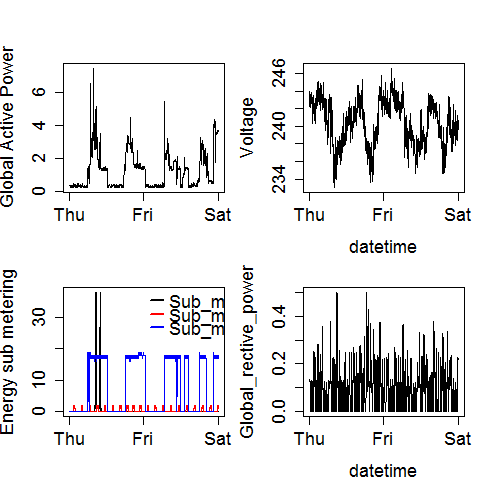 Global Active Power
0 2 4 6
Thu Fri Sat
Voltage
234 240 246
Thu Fri Sat
datetime
Energy sub metering
0 10 30
Sub_m
Sub_m
Sub_m
Thu Fri Sat
Global_rective_power
0.0 0.2 0.4
Thu Fri Sat
datetime